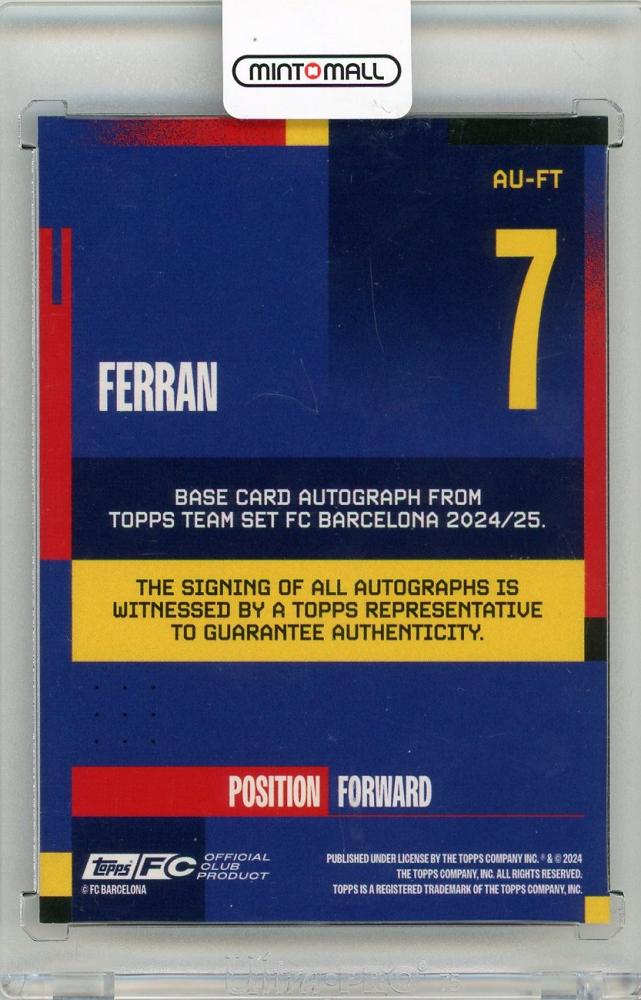 MINT MALL
AU-FT
7
FERRAN
BASE CARD AUTOGRAPH FROM
TOPPS TEAM SET FC BARCELONA 2024/25.
THE SIGNING OF ALL AUTOGRAPHS IS
WITNESSED BY A TOPPS REPRESENTATIVE
TO GUARANTEE AUTHENTICITY.
POSITION FORWARD
topps FC OFFICIAL
CLUB
PRODUCT
© FC BARCELONA
PUBLISHED UNDER LICENSE BY THE TOPPS COMPANY INC. ® & © 2024
THE TOPPS COMPANY, INC. ALL RIGHTS RESERVED.
TOPPS IS A REGISTERED TRADEMARK OF THE TOPPS COMPANY, INC.